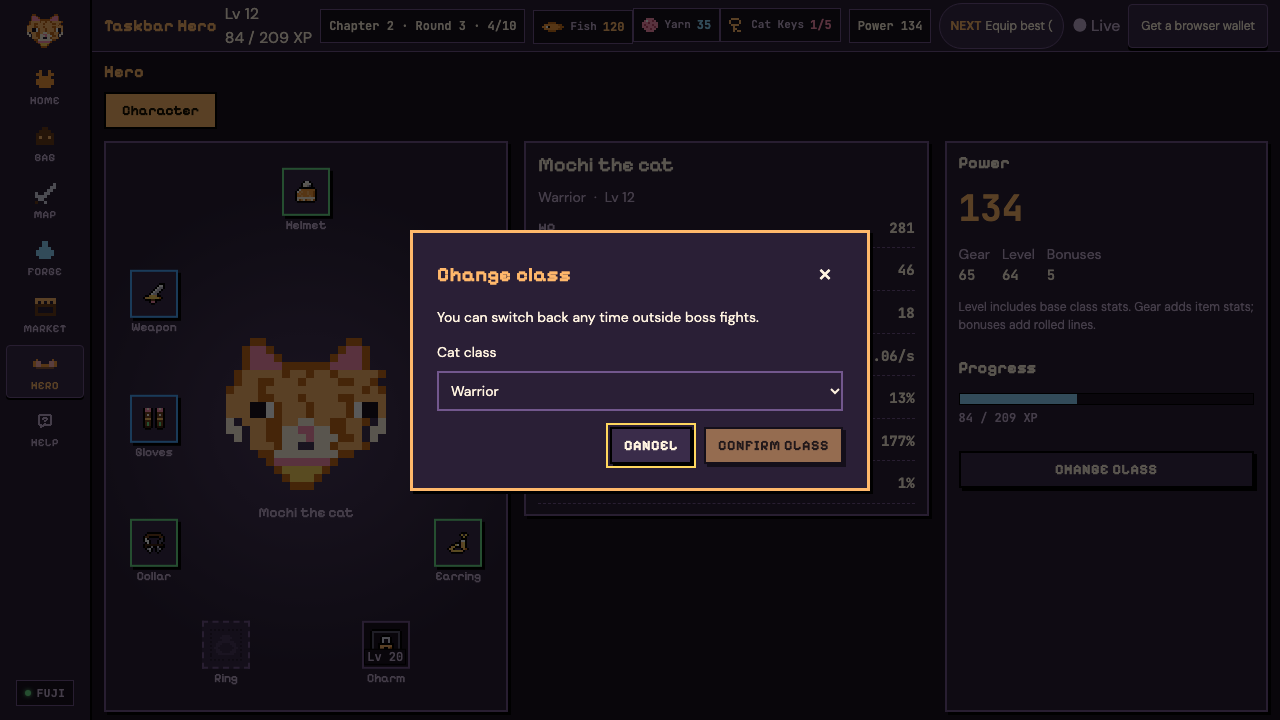 Taskbar Hero
Lv 12
84 / 209 XP
Chapter 2 · Round 3 · 4/10
Fish 120
Yarn 35
Cat Keys 1/5
Power 134
NEXT Equip best (
Live
Get a browser wallet
HOME
BAG
MAP
FORGE
MARKET
HERO
HELP
FUJI
Hero
Character
Helmet
Weapon
Gloves
Mochi the cat
Collar
Earring
Ring
Lv 20
Charm
Mochi the cat
Warrior · Lv 12
281
46
18
.06/s
13%
177%
1%
Change class
×
You can switch back any time outside boss fights.
Cat class
Warrior
CANCEL
CONFIRM CLASS
Power
134
Gear Level Bonuses
65 64 5
Level includes base class stats. Gear adds item stats;
bonuses add rolled lines.
Progress
84 / 209 XP
CHANGE CLASS